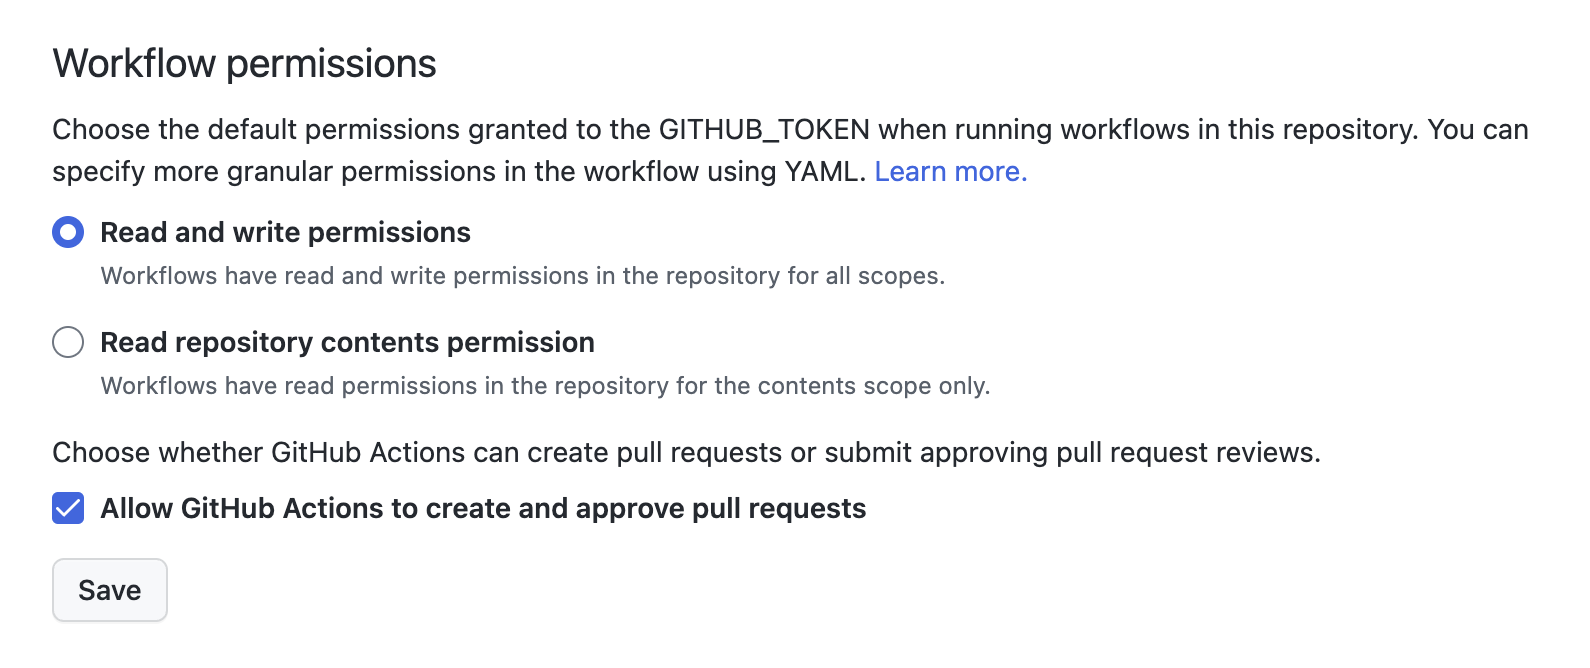 Workflow permissions
Choose the default permissions granted to the GITHUB_TOKEN when running workflows in this repository. You can
specify more granular permissions in the workflow using YAML. Learn more.
Read and write permissions
Workflows have read and write permissions in the repository for all scopes.
Read repository contents permission
Workflows have read permissions in the repository for the contents scope only.
Choose whether GitHub Actions can create pull requests or submit approving pull request reviews.
Allow GitHub Actions to create and approve pull requests
Save